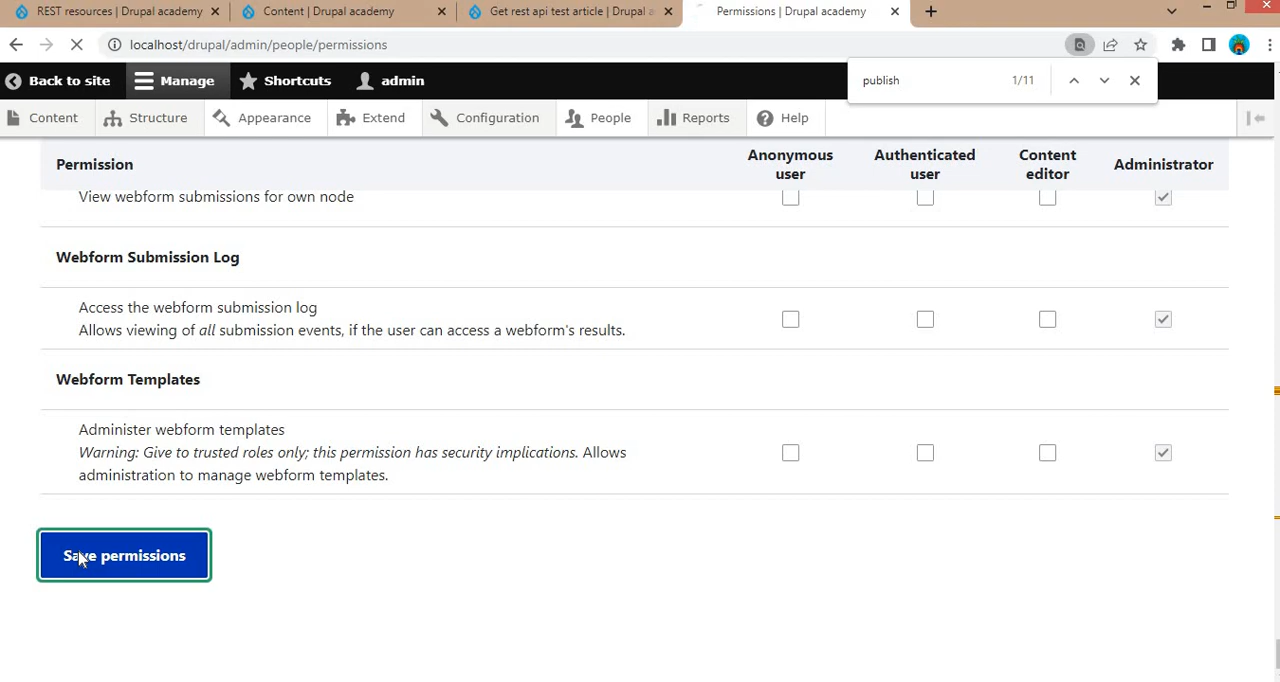 REST resources | Drupal academy
Content | Drupal academy
Get rest api test article | Drupal a
Permissions | Drupal academy
localhost/drupal/admin/people/permissions
Back to site
Manage
Shortcuts
admin
publish
1/11
Content
Structure
Appearance
Extend
Configuration
People
Reports
Help
Permission
Anonymous
user
Authenticated
user
Content
editor
Administrator
View webform submissions for own node
Webform Submission Log
Access the webform submission log
Allows viewing of all submission events, if the user can access a webform's results.
Webform Templates
Administer webform templates
Warning: Give to trusted roles only; this permission has security implications. Allows
administration to manage webform templates.
Save permissions